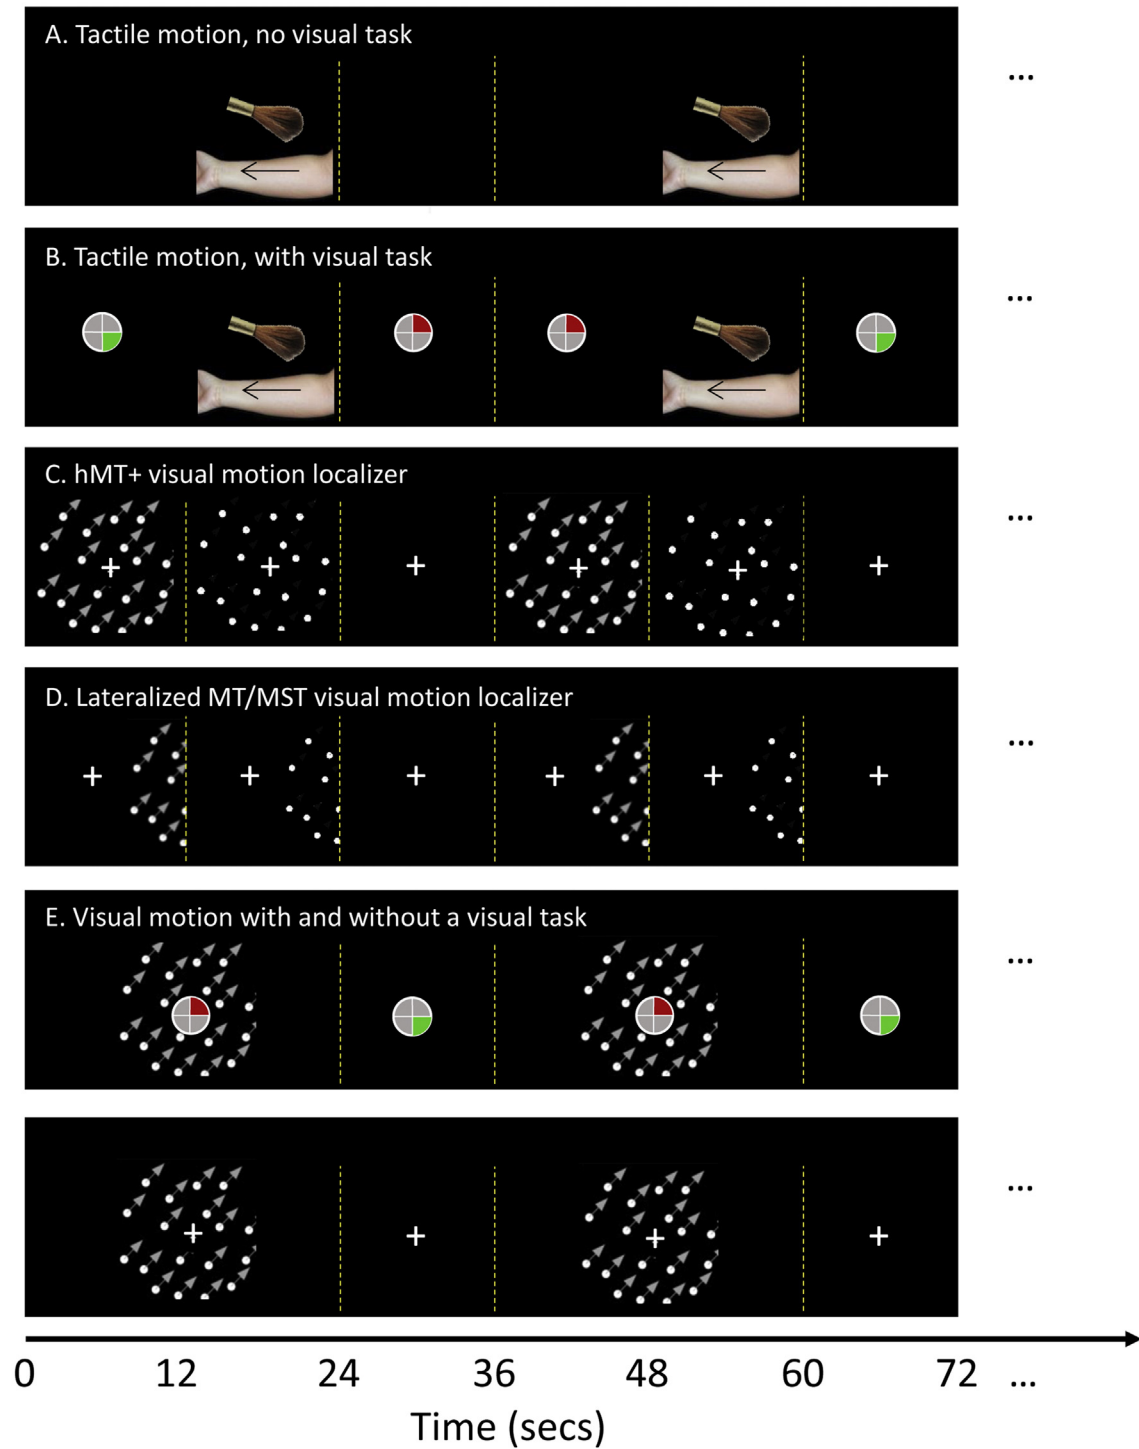 A. Tactile motion, no visual task
...
B. Tactile motion, with visual task
...
C. hMT+ visual motion localizer
...
D. Lateralized MT/MST visual motion localizer
...
E. Visual motion with and without a visual task
...
...
0 12 24 36 48 60 72 ...
Time (secs)